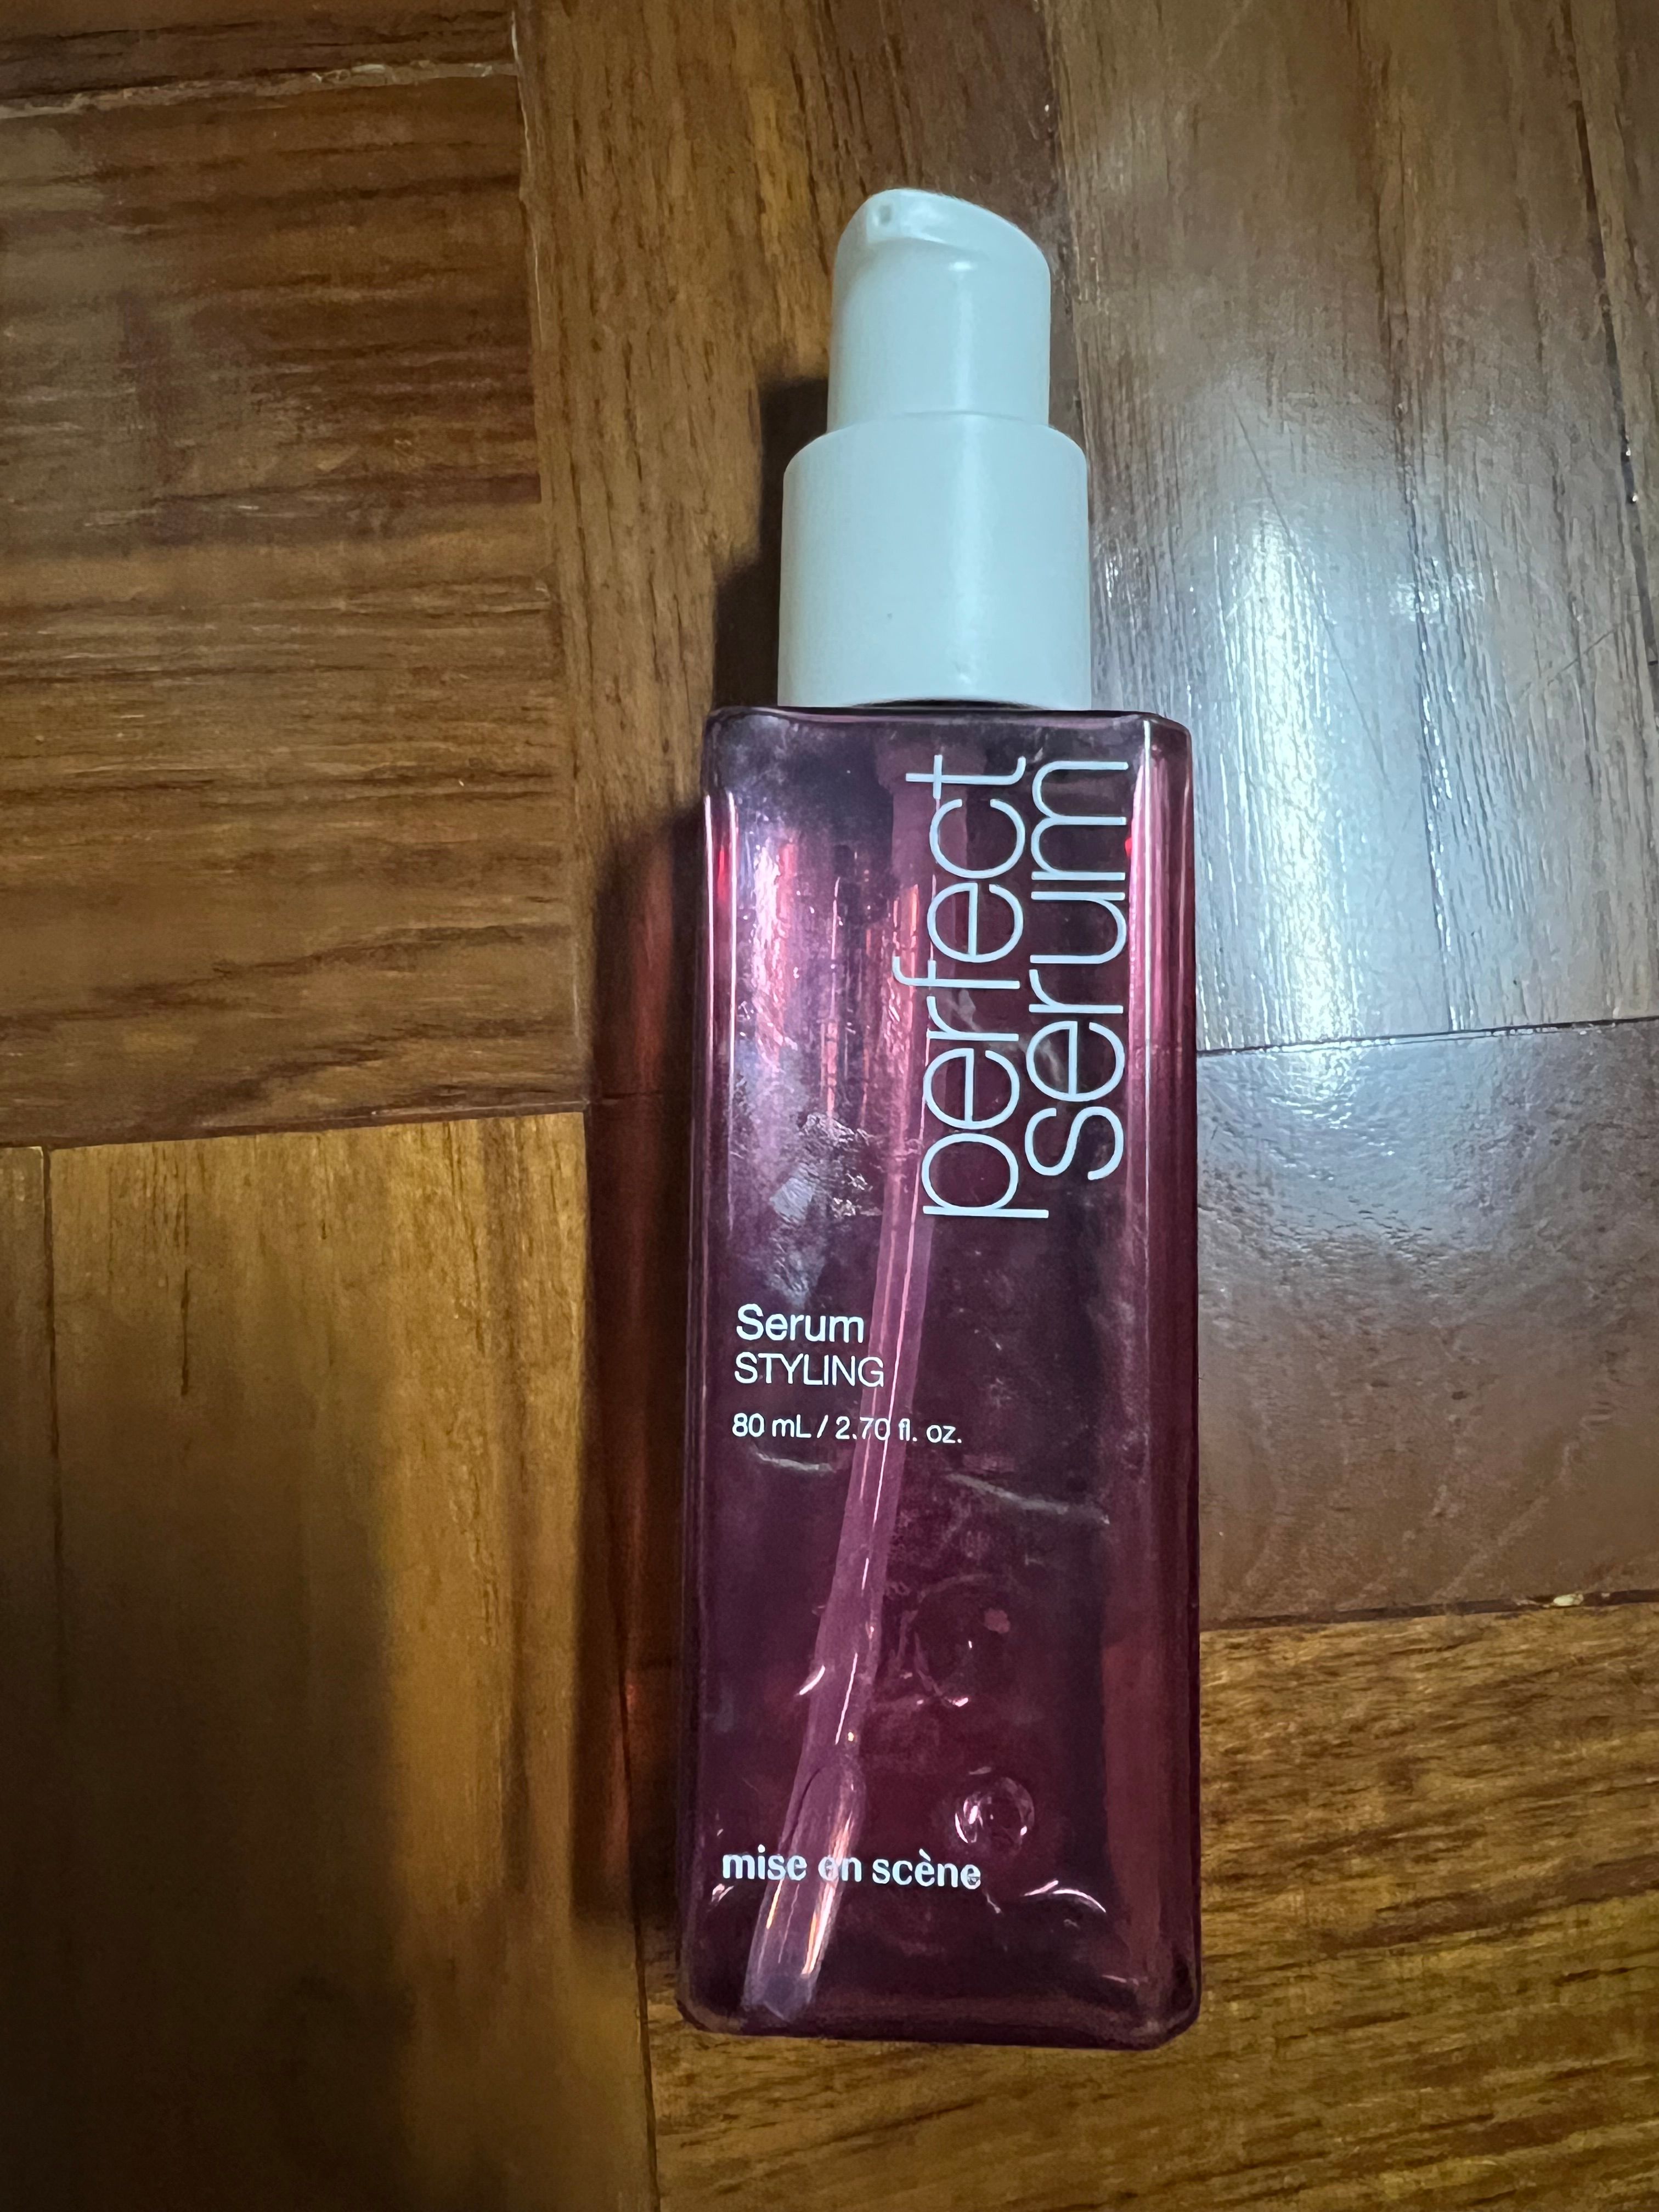 perfect
serum
Serum
STYLING
80 mL / 2.70 fl. oz.
mise en scène